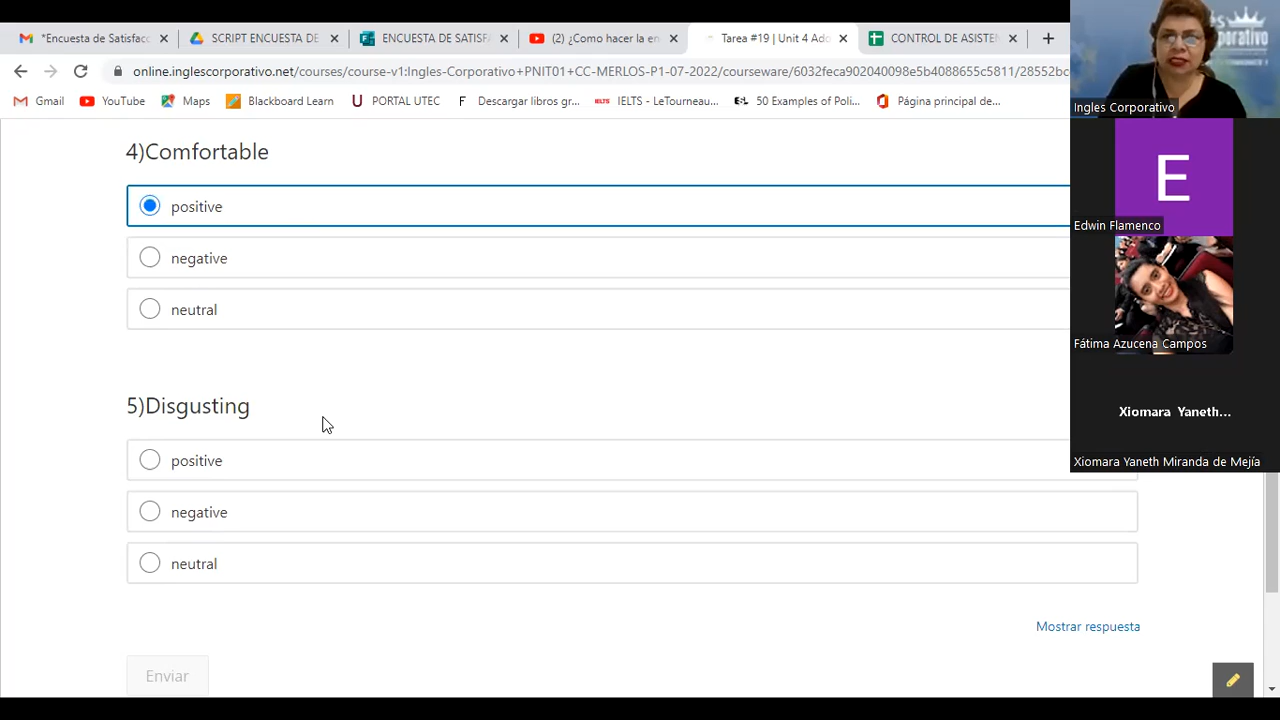 *Encuesta de Satisfacc
SCRIPT ENCUESTA DE
ENCUESTA DE SATISFA
(2) ¿Como hacer la en
Tarea #19 | Unit 4 Ado
CONTROL DE ASISTEN
online.inglescorporativo.net/courses/course-v1:Ingles-Corporativo+PNIT01+CC-MERLOS-P1-07-2022/courseware/6032feca902040098e5b4088655c5811/28552bc
Gmail
YouTube
Maps
Blackboard Learn
PORTAL UTEC
Descargar libros gr...
IELTS - LeTourneau...
50 Examples of Poli...
Página principal de...
4)Comfortable
positive
negative
neutral
5)Disgusting
positive
negative
neutral
Mostrar respuesta
Enviar
Ingles Corporativo
E
Edwin Flamenco
Fátima Azucena Campos
Xiomara Yaneth...
Xiomara Yaneth Miranda de Mejía